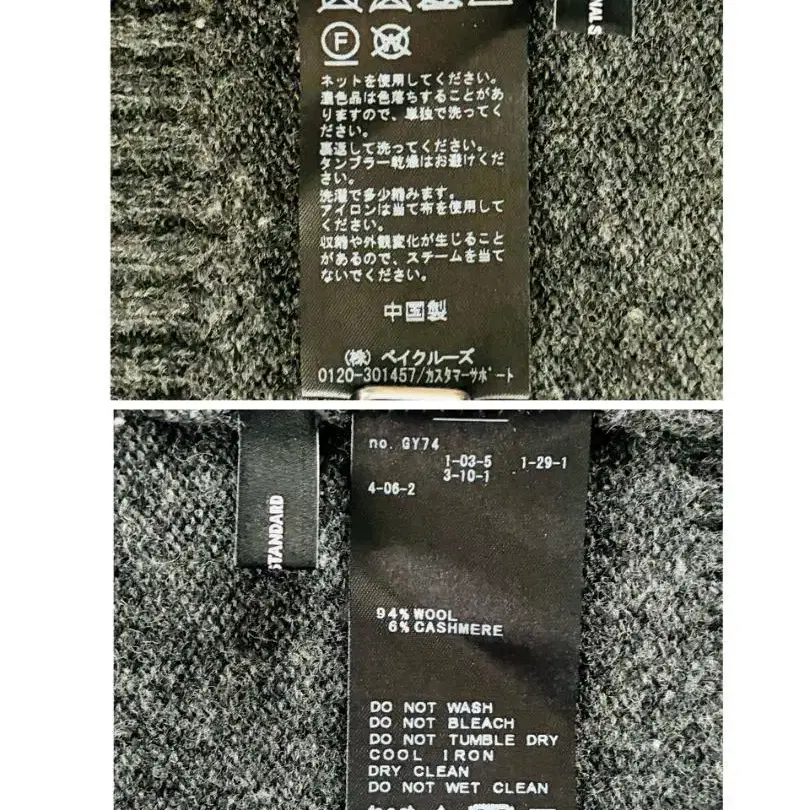 VALS
F
W
ネットを使用してください。
濃色品は色落ちすることがあ
りますので、単独で洗ってく
ださい。
裏返して洗ってください。
タンブラー乾燥はお避けくだ
さい。
洗濯で多少縮みます。
アイロンは当て布を使用して
ください。
収縮や外観変化が生じること
があるので、スチームを当て
ないでください。
中国製
(株) ベイクルーズ
0120-301457/カスタマーサポート
no. GY74
1-03-5 1-29-1
3-10-1
4-06-2
STANDARD
94% WOOL
6% CASHMERE
DO NOT WASH
DO NOT BLEACH
DO NOT TUMBLE DRY
COOL IRON
DRY CLEAN
DO NOT WET CLEAN